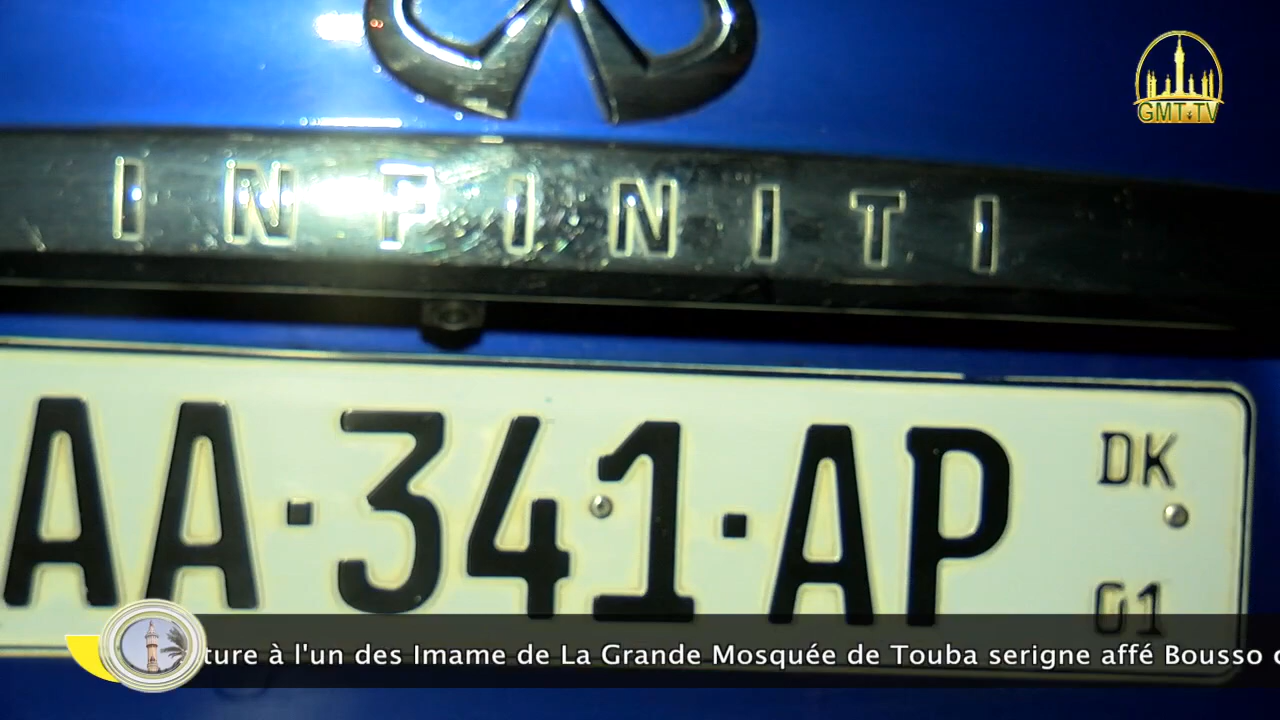 GMT TV
INFINITI
AA·341·AP
DK
01
ture à l'un des Imame de La Grande Mosquée de Touba serigne affé Bousso